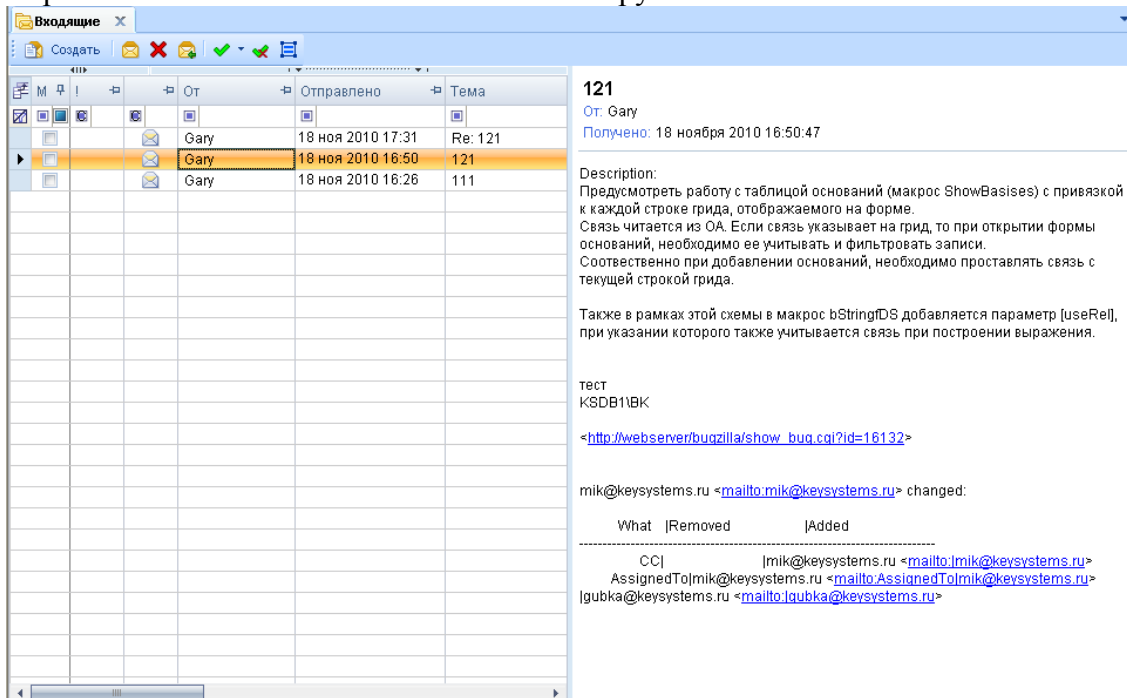 Входящие X
Создать
М ! От Отправлено Тема
Gary 18 ноя 2010 17:31 Re: 121
Gary 18 ноя 2010 16:50 121
Gary 18 ноя 2010 16:26 111
121
От: Gary
Получено: 18 ноября 2010 16:50:47
Description:
Предусмотреть работу с таблицой оснований (макрос ShowBasises) с привязкой
к каждой строке грида, отображаемого на форме.
Связь читается из ОА. Если связь указывает на грид, то при открытии формы
оснований, необходимо ее учитывать и фильтровать записи.
Соотвественно при добавлении оснований, необходимо проставлять связь с
текущей строкой грида.
Также в рамках этой схемы в макрос bStringfDS добавляется параметр [useRel],
при указании которого также учитывается связь при построении выражения.
тест
KSDB1\BK
<http://webserver/bugzilla/show_bug.cgi?id=16132>
mik@keysystems.ru <mailto:mik@keysystems.ru> changed:
What |Removed |Added
----------------------------------------------------------------------------
CC| |mik@keysystems.ru <mailto:|mik@keysystems.ru>
AssignedTo|mik@keysystems.ru <mailto:AssignedTo|mik@keysystems.ru>
|gubka@keysystems.ru <mailto:|gubka@keysystems.ru>